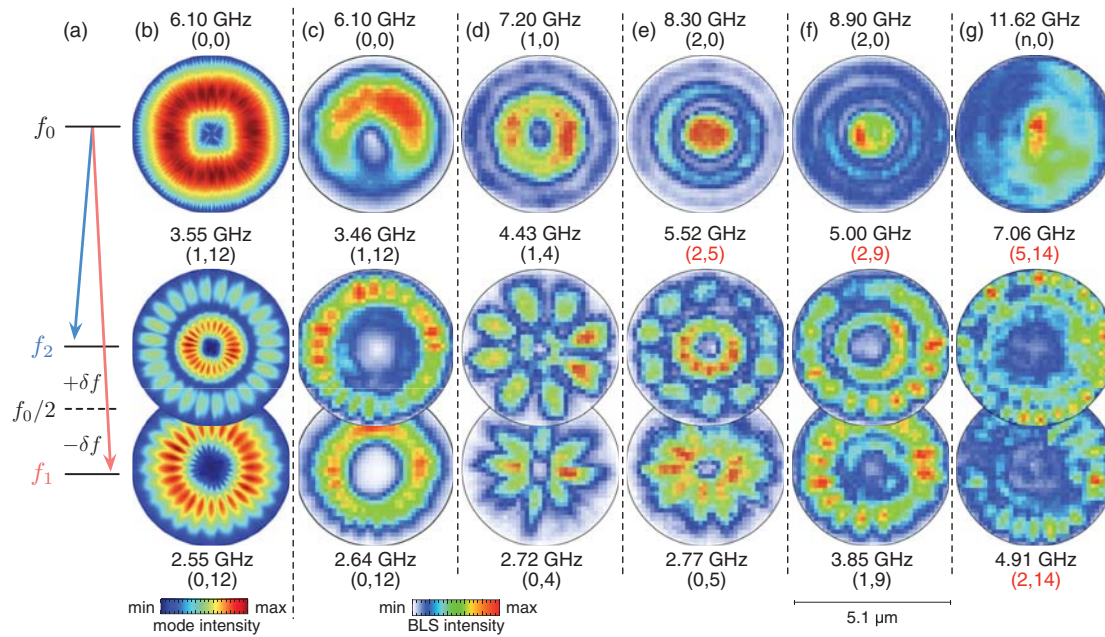 (a)
(b)
6.10 GHz
(0,0)
(c)
6.10 GHz
(0,0)
(d)
7.20 GHz
(1,0)
(e)
8.30 GHz
(2,0)
(f)
8.90 GHz
(2,0)
(g)
11.62 GHz
(n,0)
f0
f2
+δf
f0/2
−δf
f1
3.55 GHz
(1,12)
3.46 GHz
(1,12)
4.43 GHz
(1,4)
5.52 GHz
(2,5)
5.00 GHz
(2,9)
7.06 GHz
(5,14)
2.55 GHz
(0,12)
2.64 GHz
(0,12)
2.72 GHz
(0,4)
2.77 GHz
(0,5)
3.85 GHz
(1,9)
4.91 GHz
(2,14)
min max
mode intensity
min max
BLS intensity
5.1 μm